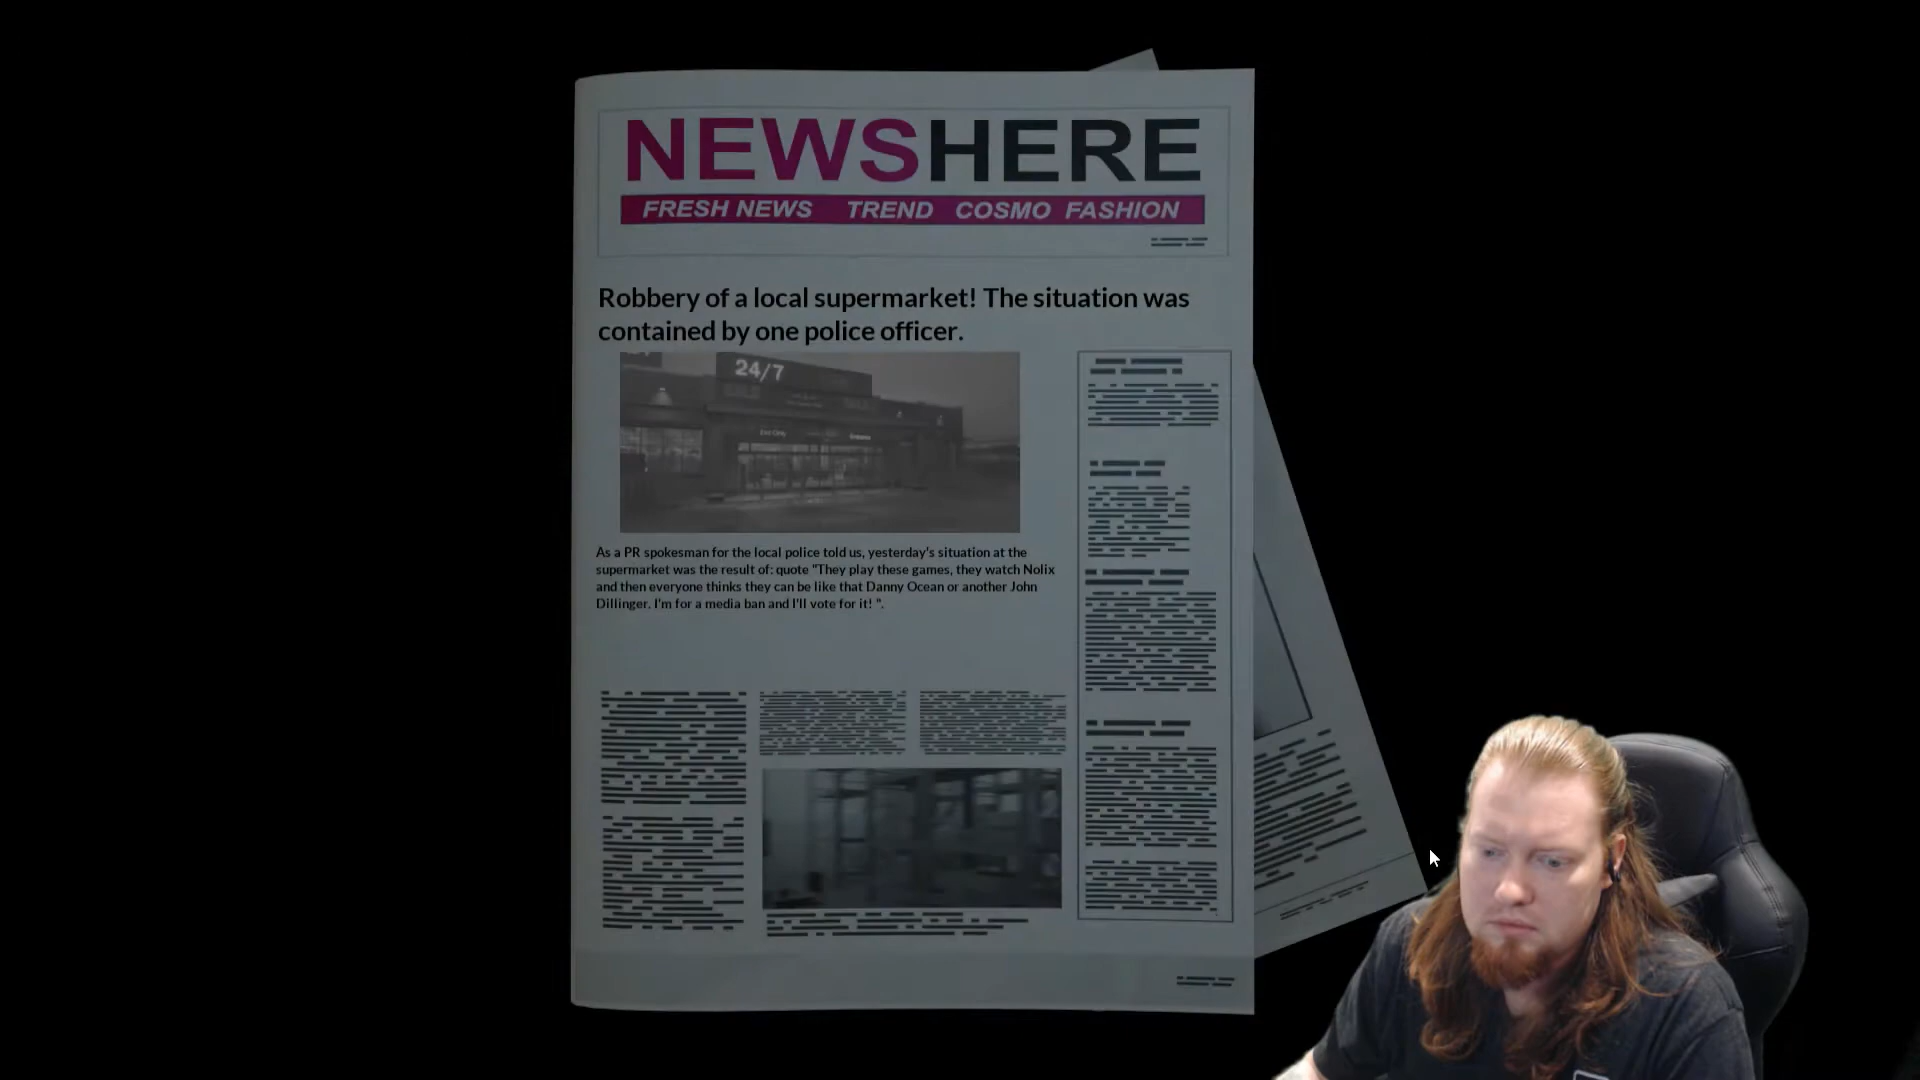 NEWSHERE
FRESH NEWS TREND COSMO FASHION
Robbery of a local supermarket! The situation was
contained by one police officer.
24/7
Exit Only
Entrance
As a PR spokesman for the local police told us, yesterday's situation at the
supermarket was the result of: quote "They play these games, they watch Nolix
and then everyone thinks they can be like that Danny Ocean or another John
Dillinger. I'm for a media ban and I'll vote for it! ".